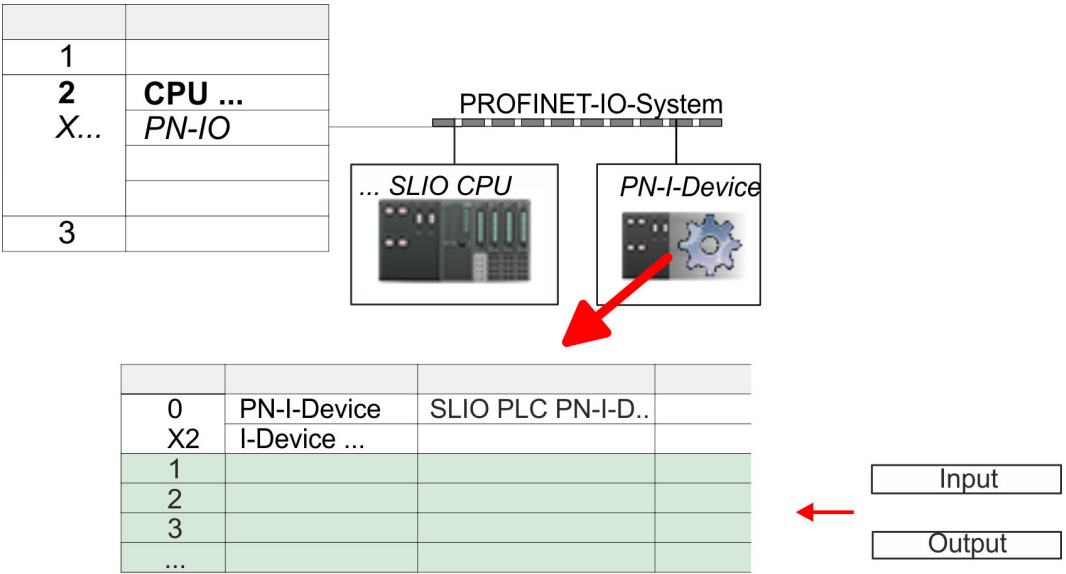 1
2 CPU ...
X... PN-IO
3
PROFINET-IO-System
... SLIO CPU
PN-I-Device
0 PN-I-Device SLIO PLC PN-I-D..
X2 I-Device ...
1
2
3
...
Input
Output